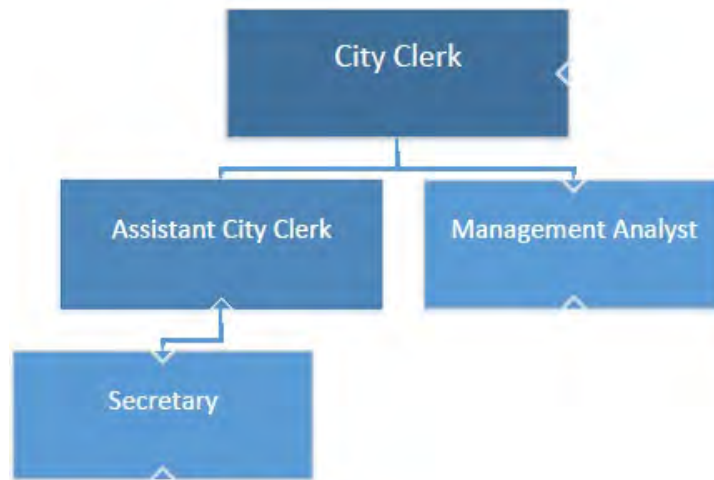 City Clerk
Assistant City Clerk
Management Analyst
Secretary